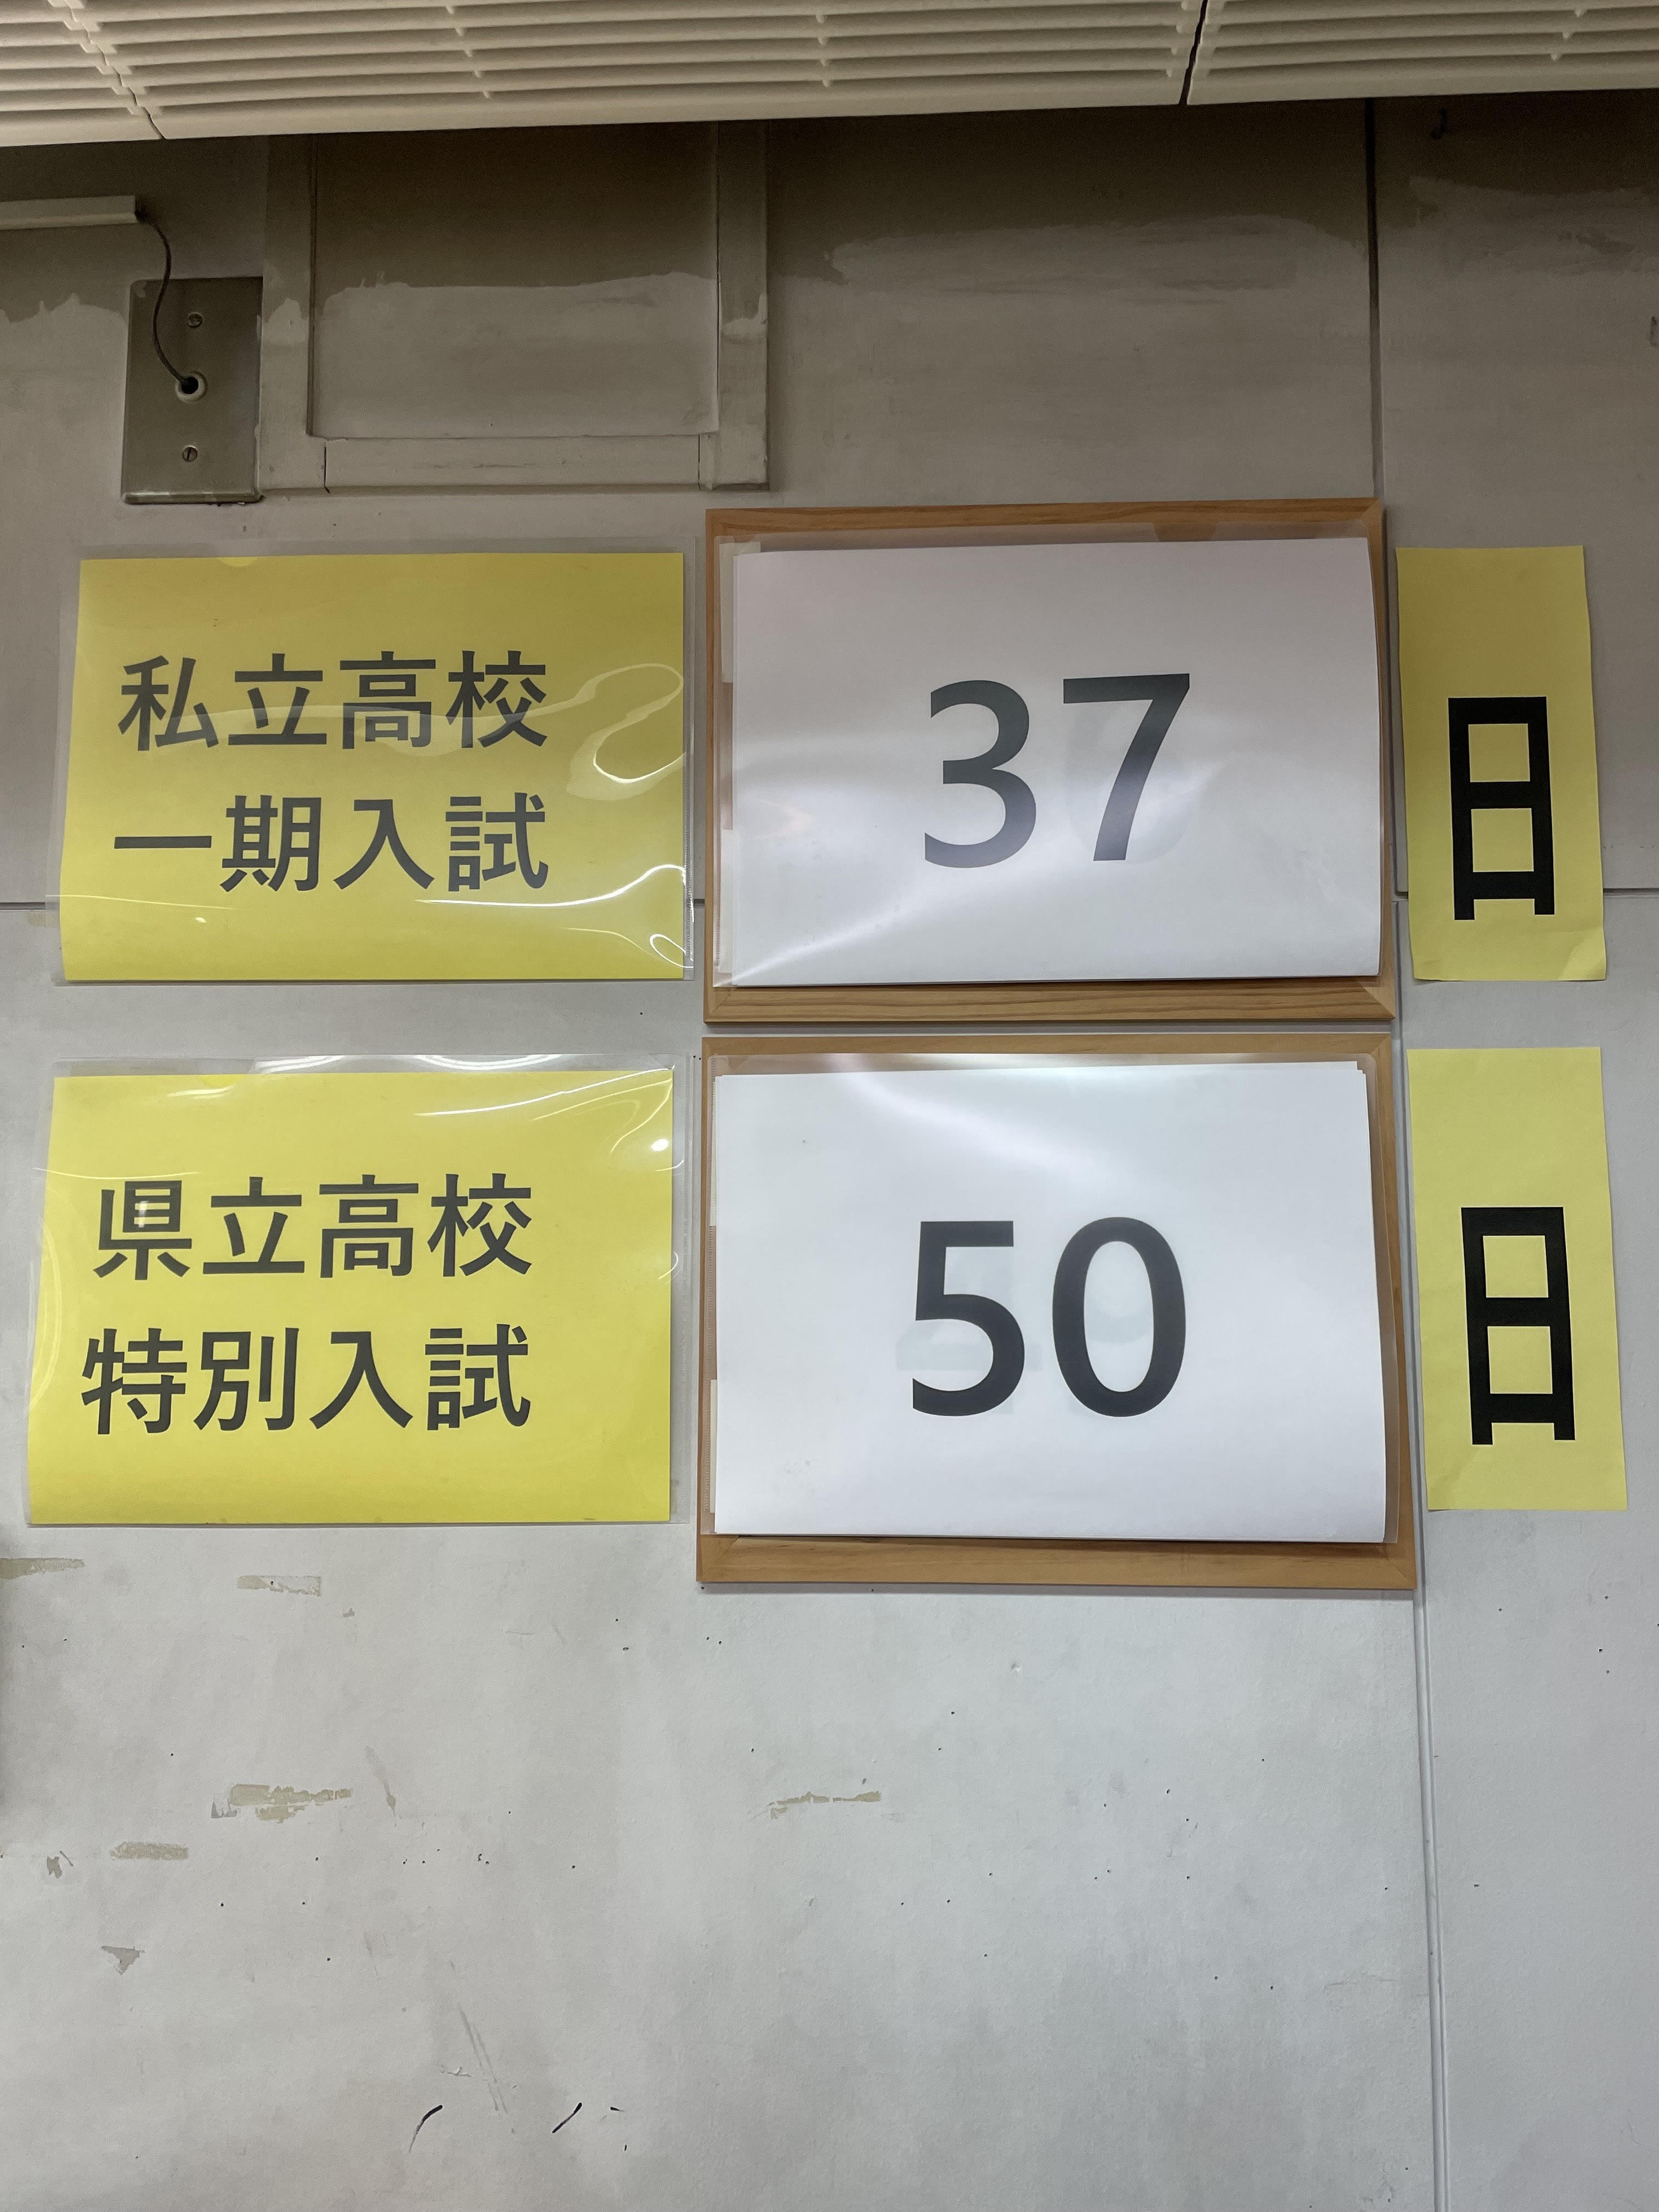 私立高校
一期入試
37
日
県立高校
特別入試
50
日